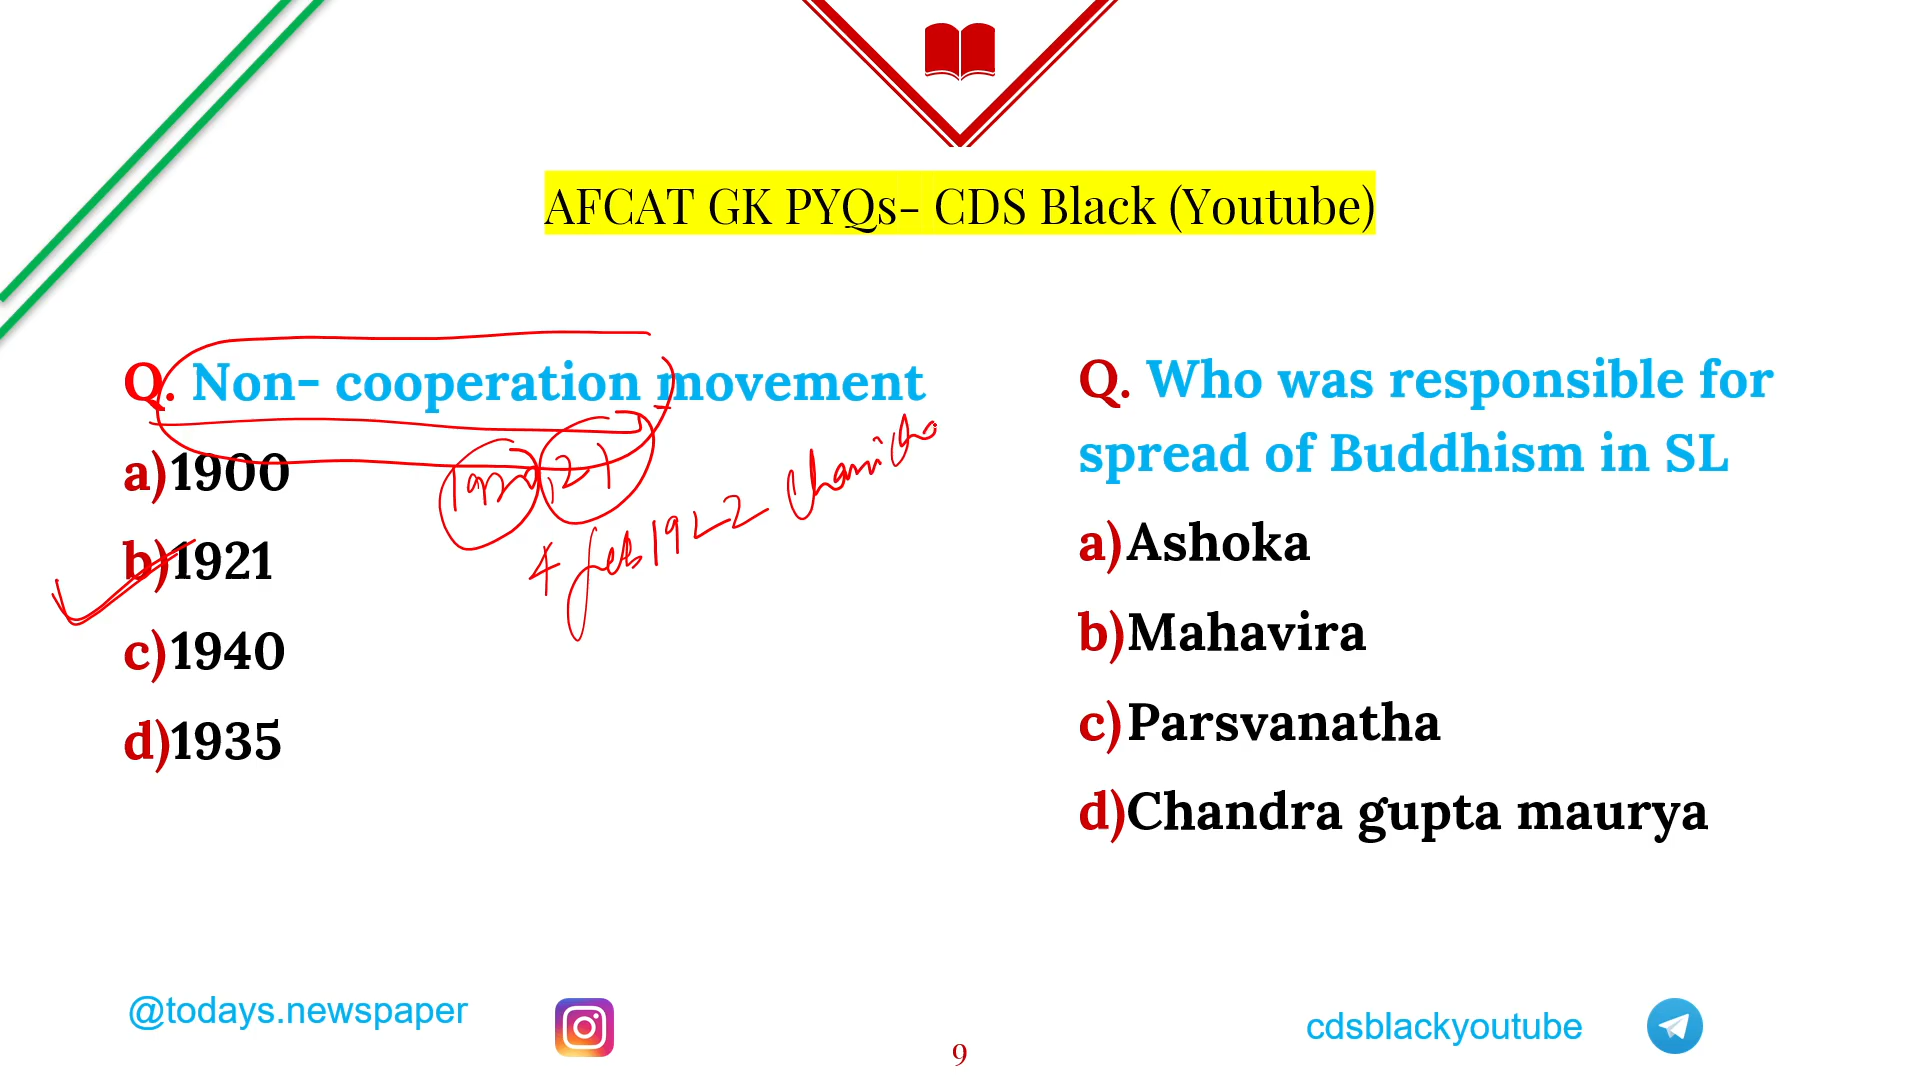 AFCAT GK PYQs- CDS Black (Youtube)
Q. Non- cooperation movement
a)1900
b)1921
c)1940
d)1935
1920, 21
4 feb 1922
Q. Who was responsible for
spread of Buddhism in SL
a)Ashoka
b)Mahavira
c)Parsvanatha
d)Chandra gupta maurya
@todays.newspaper
9
cdsblackyoutube